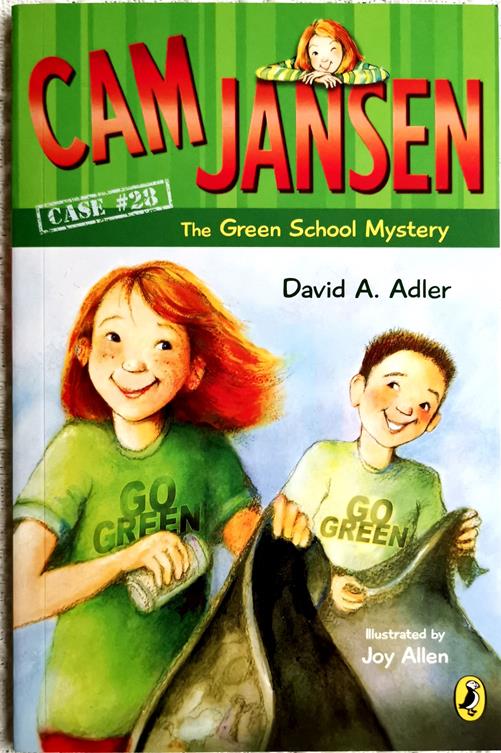 CAM
JANSEN
CASE #28
The Green School Mystery
David A. Adler
GO
GREEN
GO
GREEN
Illustrated by
Joy Allen